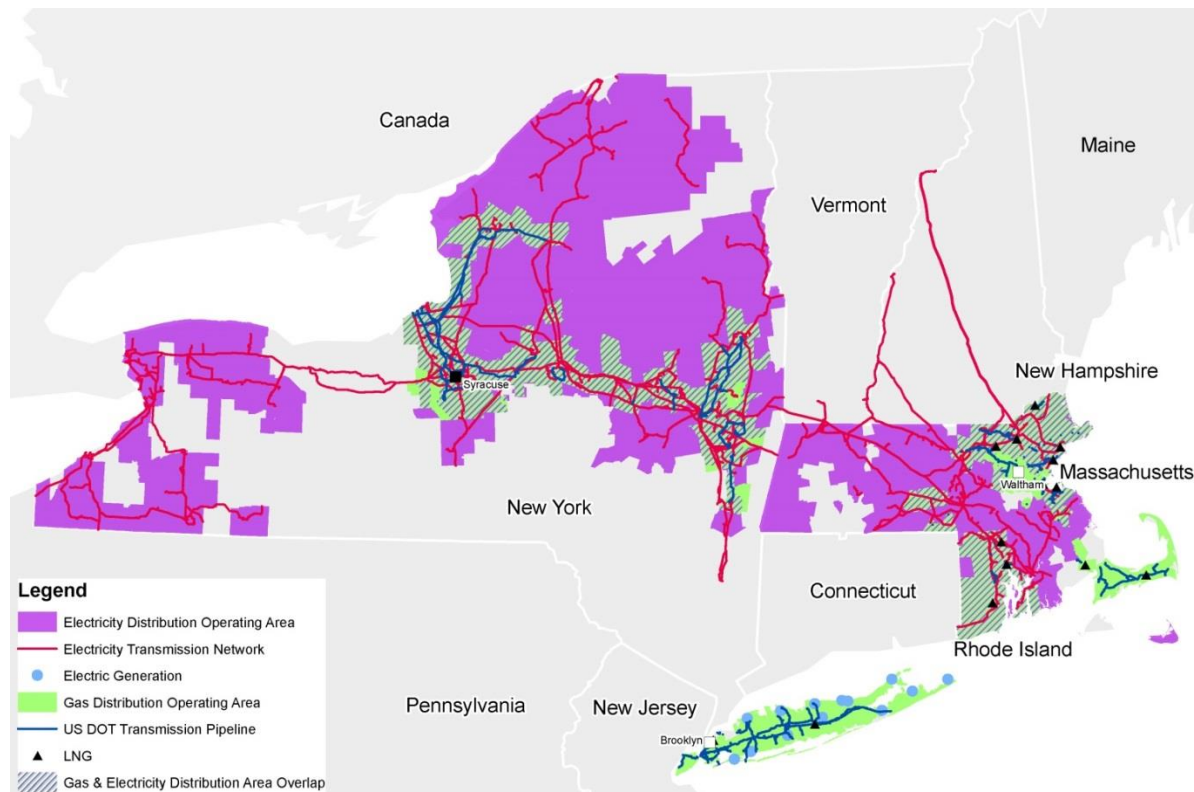 Canada
Maine
Vermont
New Hampshire
Syracuse
Massachusetts
Waltham
New York
Connecticut
Rhode Island
Pennsylvania
New Jersey
Brooklyn
Legend
Electricity Distribution Operating Area
Electricity Transmission Network
Electric Generation
Gas Distribution Operating Area
US DOT Transmission Pipeline
LNG
Gas & Electricity Distribution Area Overlap